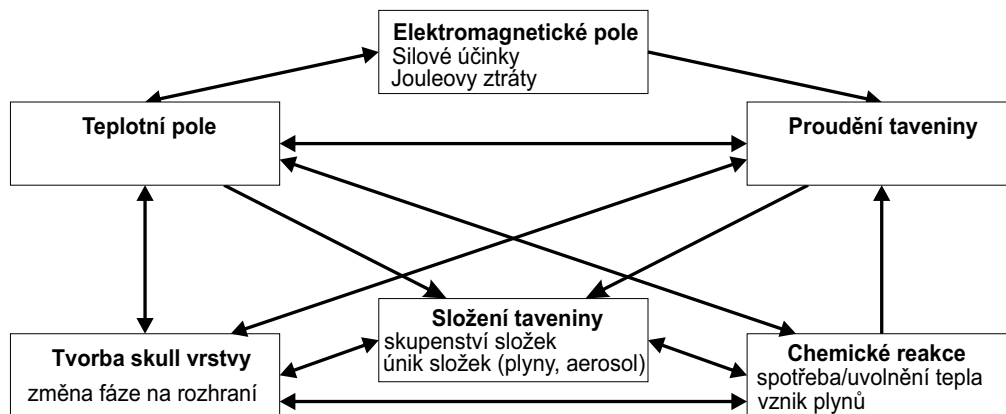 Elektromagnetické pole
Silové účinky
Jouleovy ztráty
Teplotní pole
Proudění taveniny
Složení taveniny
skupenství složek
únik složek (plyny, aerosol)
Tvorba skull vrstvy
změna fáze na rozhraní
Chemické reakce
spotřeba/uvolnění tepla
vznik plynů